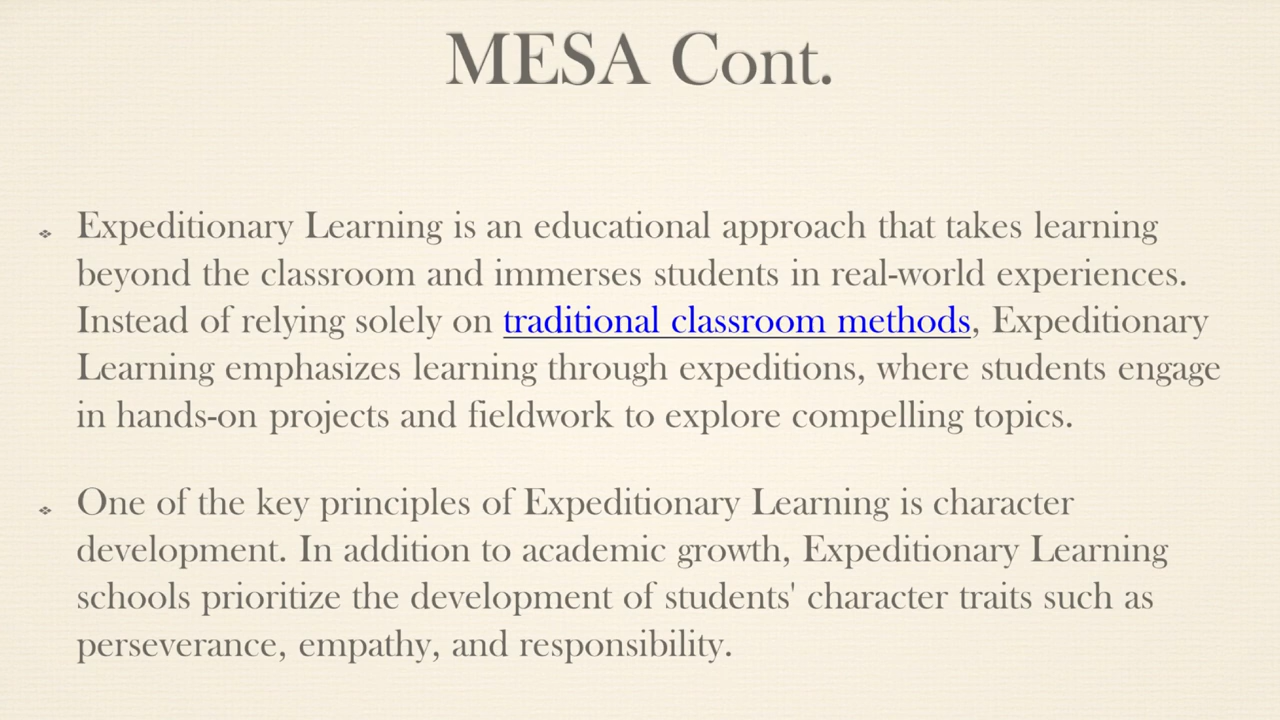 MESA Cont.
Expeditionary Learning is an educational approach that takes learning
beyond the classroom and immerses students in real-world experiences.
Instead of relying solely on traditional classroom methods, Expeditionary
Learning emphasizes learning through expeditions, where students engage
in hands-on projects and fieldwork to explore compelling topics.
One of the key principles of Expeditionary Learning is character
development. In addition to academic growth, Expeditionary Learning
schools prioritize the development of students' character traits such as
perseverance, empathy, and responsibility.